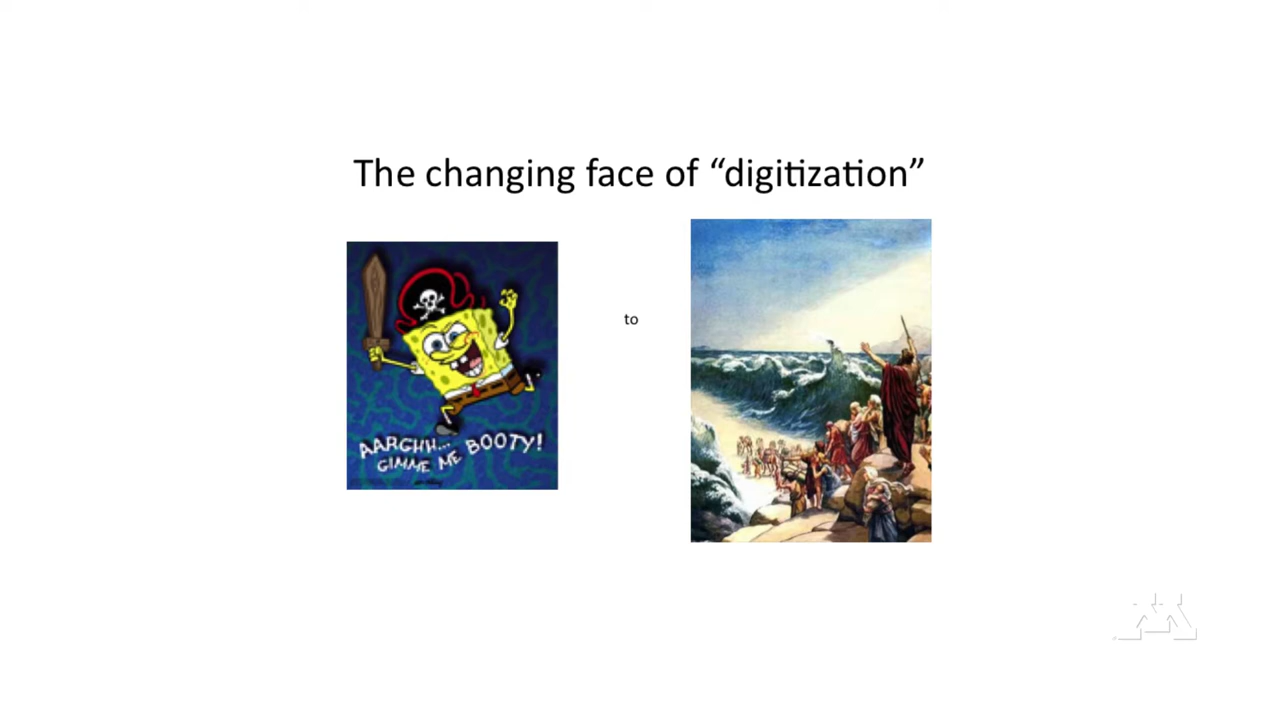 The changing face of “digitization”
to
AARGHH... BOOTY!
GIMME ME